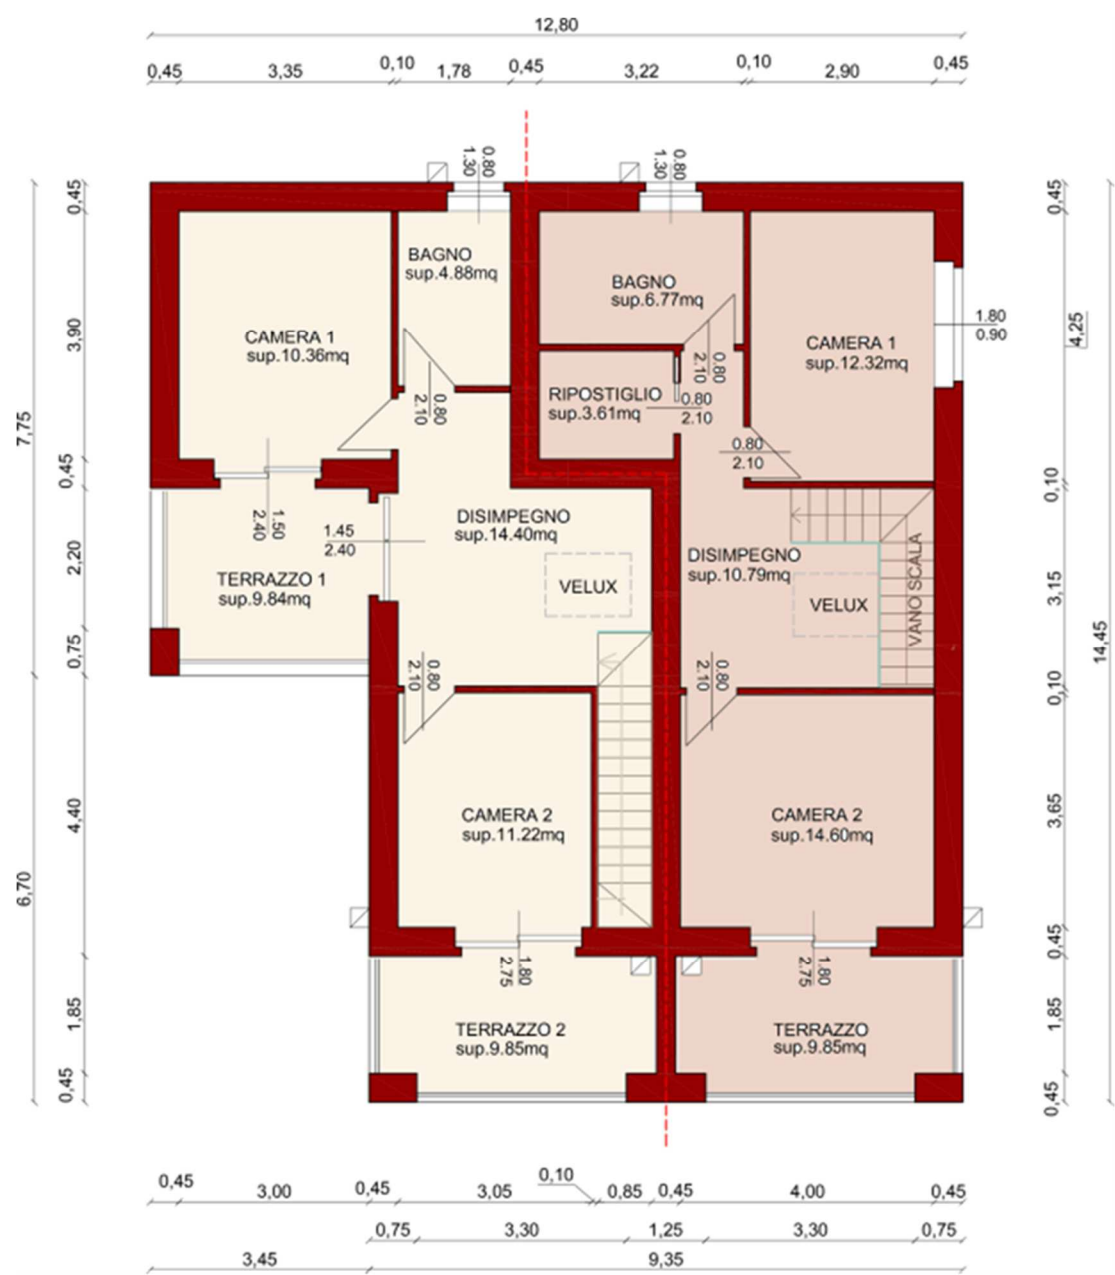 12,80
0,45 3,35 0,10 1,78 0,45 3,22 0,10 2,90 0,45
1.30 0.80
1.30 0.80
0,45
0,45
BAGNO
sup.4.88mq
BAGNO
sup.6.77mq
CAMERA 1
sup.10.36mq
CAMERA 1
sup.12.32mq
1.80
0.90
3,90
4,25
7,75
2.10 0.80
2.10 0.80
RIPOSTIGLIO
sup.3.61mq
0.80
2.10
0.80
2.10
0,45
0,10
2.40 1.50
1.45
2.40
DISIMPEGNO
sup.14.40mq
VELUX
DISIMPEGNO
sup.10.79mq
VELUX
VANO SCALA
TERRAZZO 1
sup.9.84mq
2,20
3,15
14,45
0,75
0,10
2.10 0.80
2.10 0.80
CAMERA 2
sup.11.22mq
CAMERA 2
sup.14.60mq
4,40
3,65
6,70
0,45
2.75 1.80
2.75 1.80
TERRAZZO 2
sup.9.85mq
TERRAZZO
sup.9.85mq
1,85
1,85
0,45
0,45
0,45 3,00 0,45 3,05 0,10 0,85 0,45 4,00 0,45
0,75 3,30 1,25 3,30 0,75
3,45 9,35